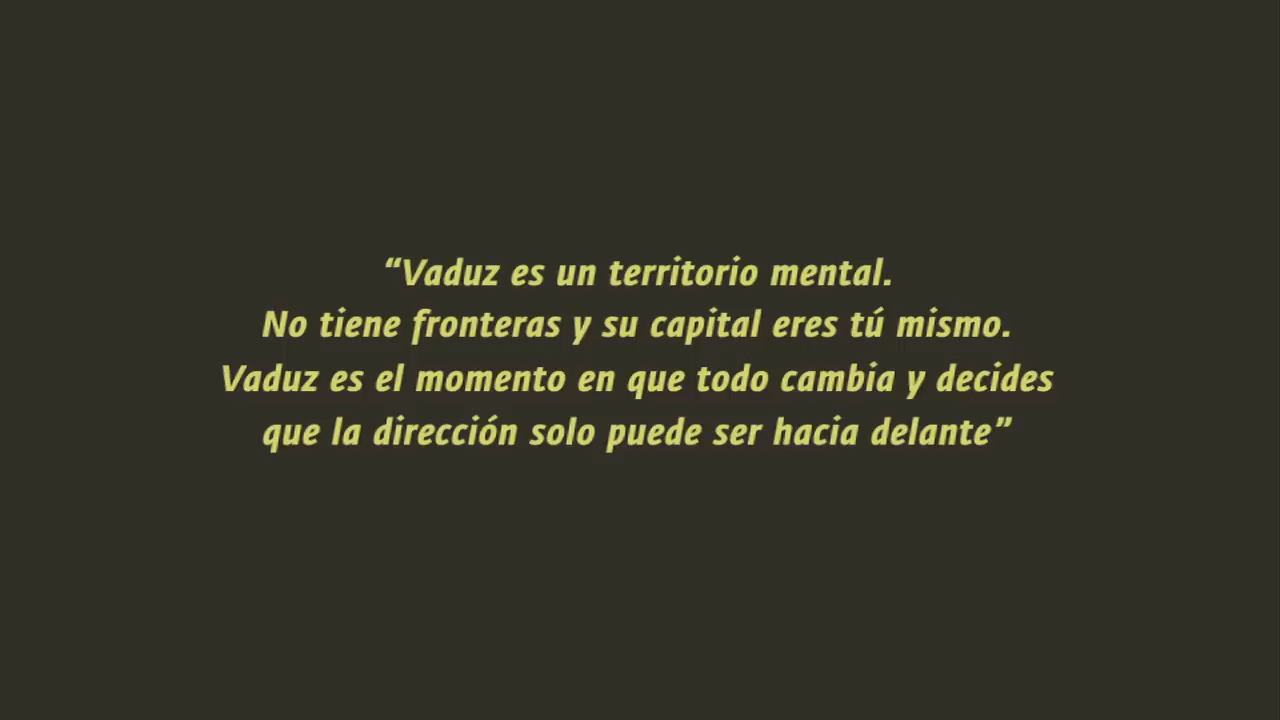 “Vaduz es un territorio mental.
No tiene fronteras y su capital eres tú mismo.
Vaduz es el momento en que todo cambia y decides
que la dirección solo puede ser hacia delante”